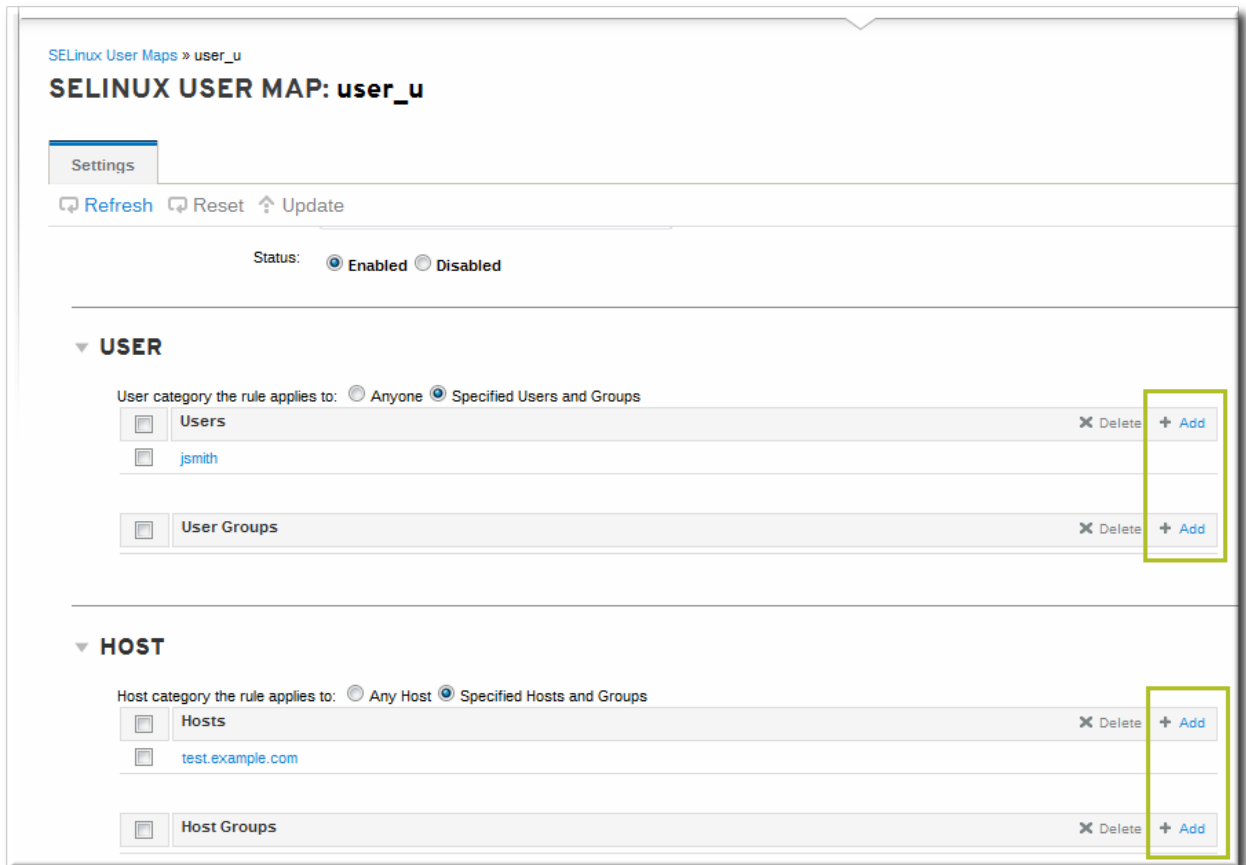 SELinux User Maps » user_u
SELINUX USER MAP: user_u
Settings
Refresh Reset Update
Status: Enabled Disabled
USER
User category the rule applies to: Anyone Specified Users and Groups
Users Delete Add
jsmith
User Groups Delete Add
HOST
Host category the rule applies to: Any Host Specified Hosts and Groups
Hosts Delete Add
test.example.com
Host Groups Delete Add